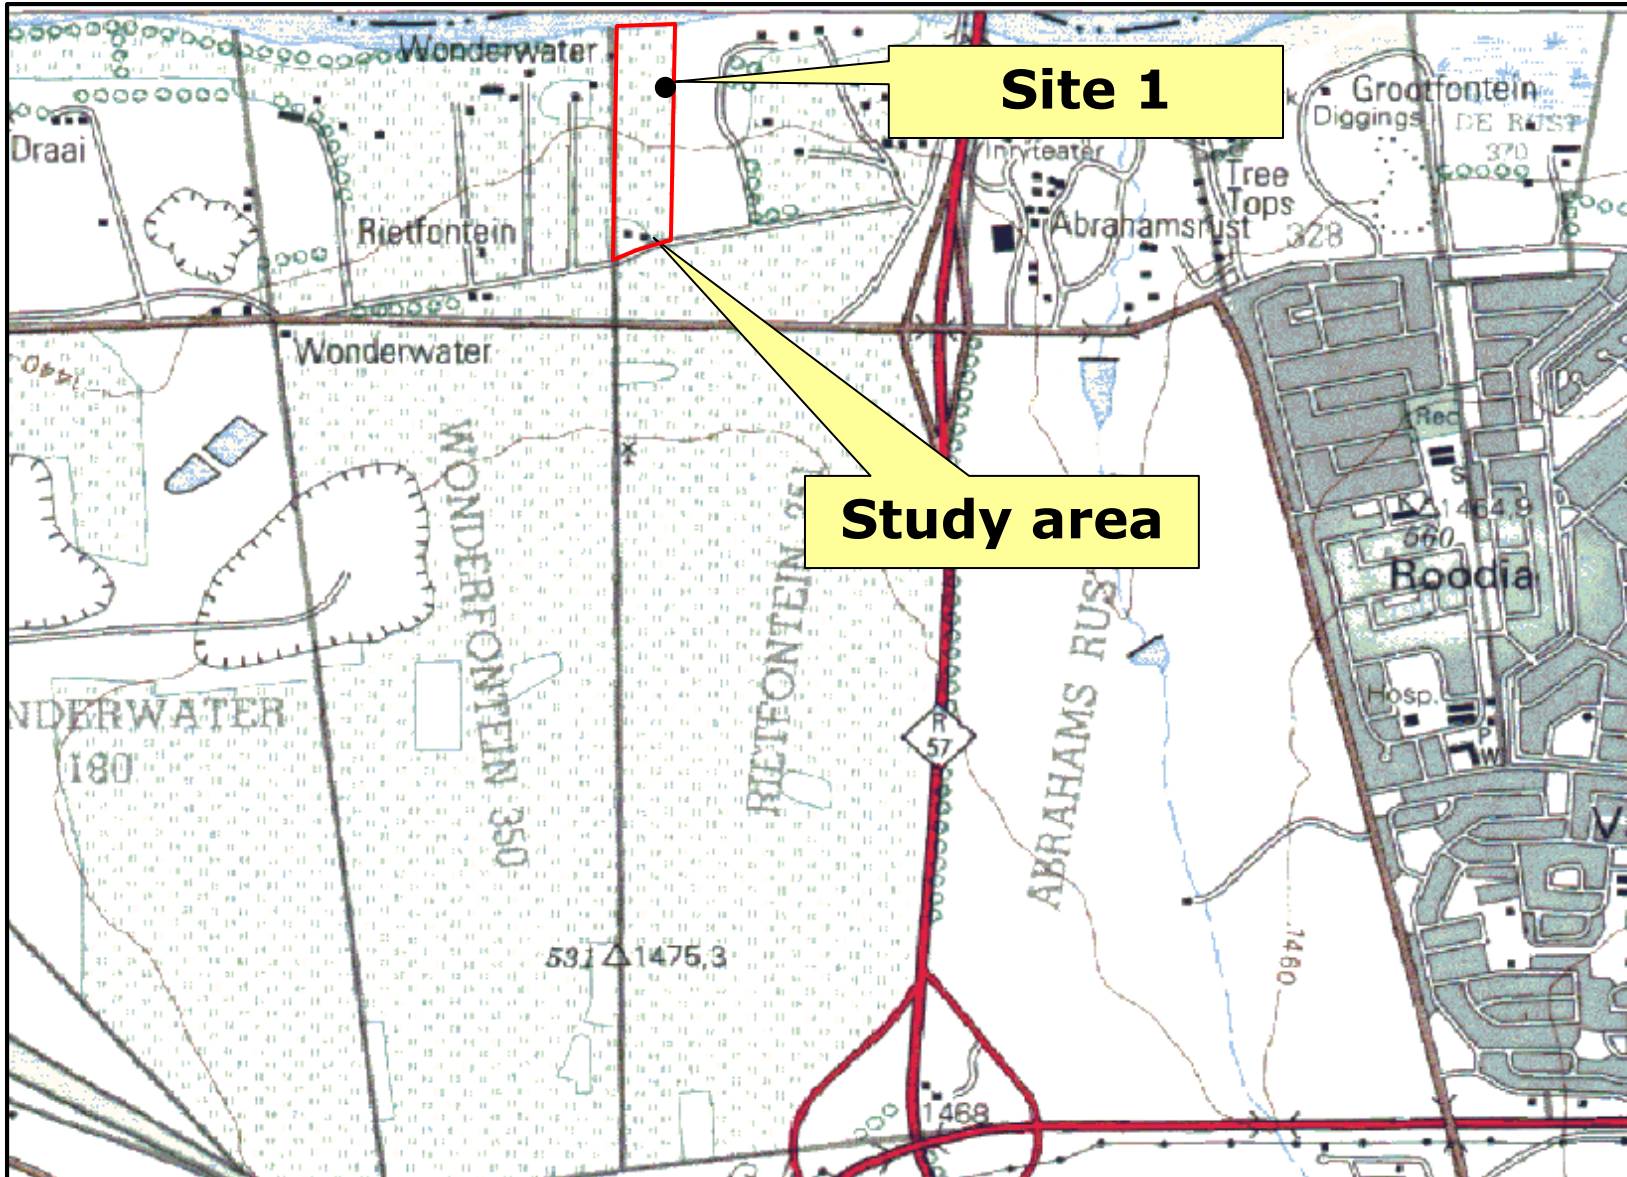 Wonderwater
Site 1
Grootfontein
Diggings
DE RUST
370
Draai
Inryteater
Tree
Tops
Rietfontein
Abrahamsrust
328
Wonderwater
1440
Rec
WONDERFONTEIN 350
RIETFONTEIN
Study area
S
1464,9
660
Roodia
ABRAHAMS RUS
Hosp.
P
W
NDERWATER
180
R
57
V
531
1475,3
1460
1468